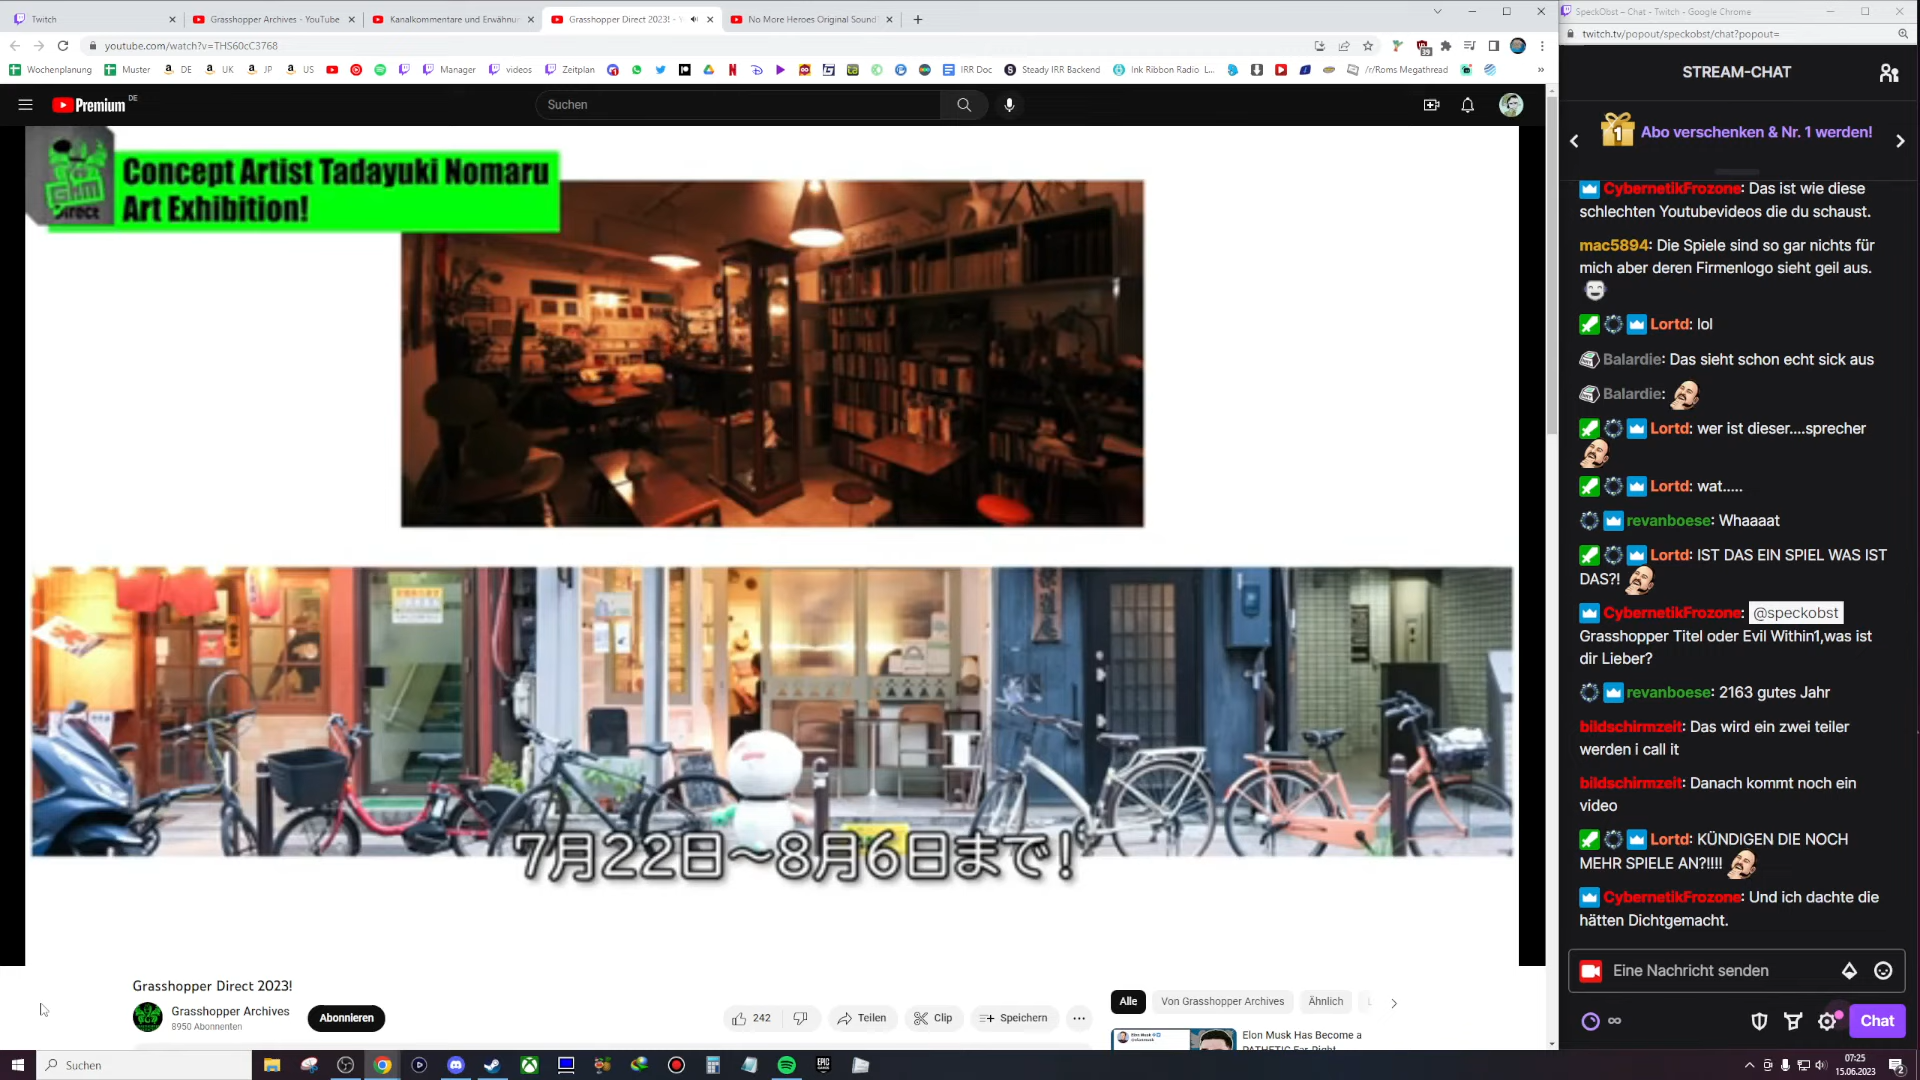 Twitch
Grasshopper Archives - YouTube
Kanalkommentare und Erwähnun
Grasshopper Direct 2023! - Y
No More Heroes Original Sound
youtube.com/watch?v=THS60cC3768
Wochenplanung
Muster
DE
UK
JP
US
Manager
videos
Zeitplan
IRR Doc
Steady IRR Backend
Ink Ribbon Radio L...
/r/Roms Megathread
Premium DE
Suchen
Concept Artist Tadayuki Nomaru
Art Exhibition!
7月22日～8月6日まで！
Grasshopper Direct 2023!
Grasshopper Archives
8950 Abonnenten
Abonnieren
242
Teilen
Clip
Speichern
Alle
Von Grasshopper Archives
Ähnlich
Elon Musk Has Become a
PATHETIC Far-Right
Suchen
SpeckObst – Chat - Twitch - Google Chrome
twitch.tv/popout/speckobst/chat?popout=
STREAM-CHAT
1
Abo verschenken & Nr. 1 werden!
CybernetikFrozone: Das ist wie diese
schlechten Youtubevideos die du schaust.
mac5894: Die Spiele sind so gar nichts für
mich aber deren Firmenlogo sieht geil aus.
Lortd: lol
Balardie: Das sieht schon echt sick aus
Balardie:
Lortd: wer ist dieser....sprecher
Lortd: wat.....
revanboese: Whaaaat
Lortd: IST DAS EIN SPIEL WAS IST
DAS?!
CybernetikFrozone: @speckobst
Grasshopper Titel oder Evil Within1,was ist
dir Lieber?
revanboese: 2163 gutes Jahr
bildschirmzeit: Das wird ein zwei teiler
werden i call it
bildschirmzeit: Danach kommt noch ein
video
Lortd: KÜNDIGEN DIE NOCH
MEHR SPIELE AN?!!!!
CybernetikFrozone: Und ich dachte die
hätten Dichtgemacht.
Eine Nachricht senden
∞
Chat
07:25
15.06.2023
2